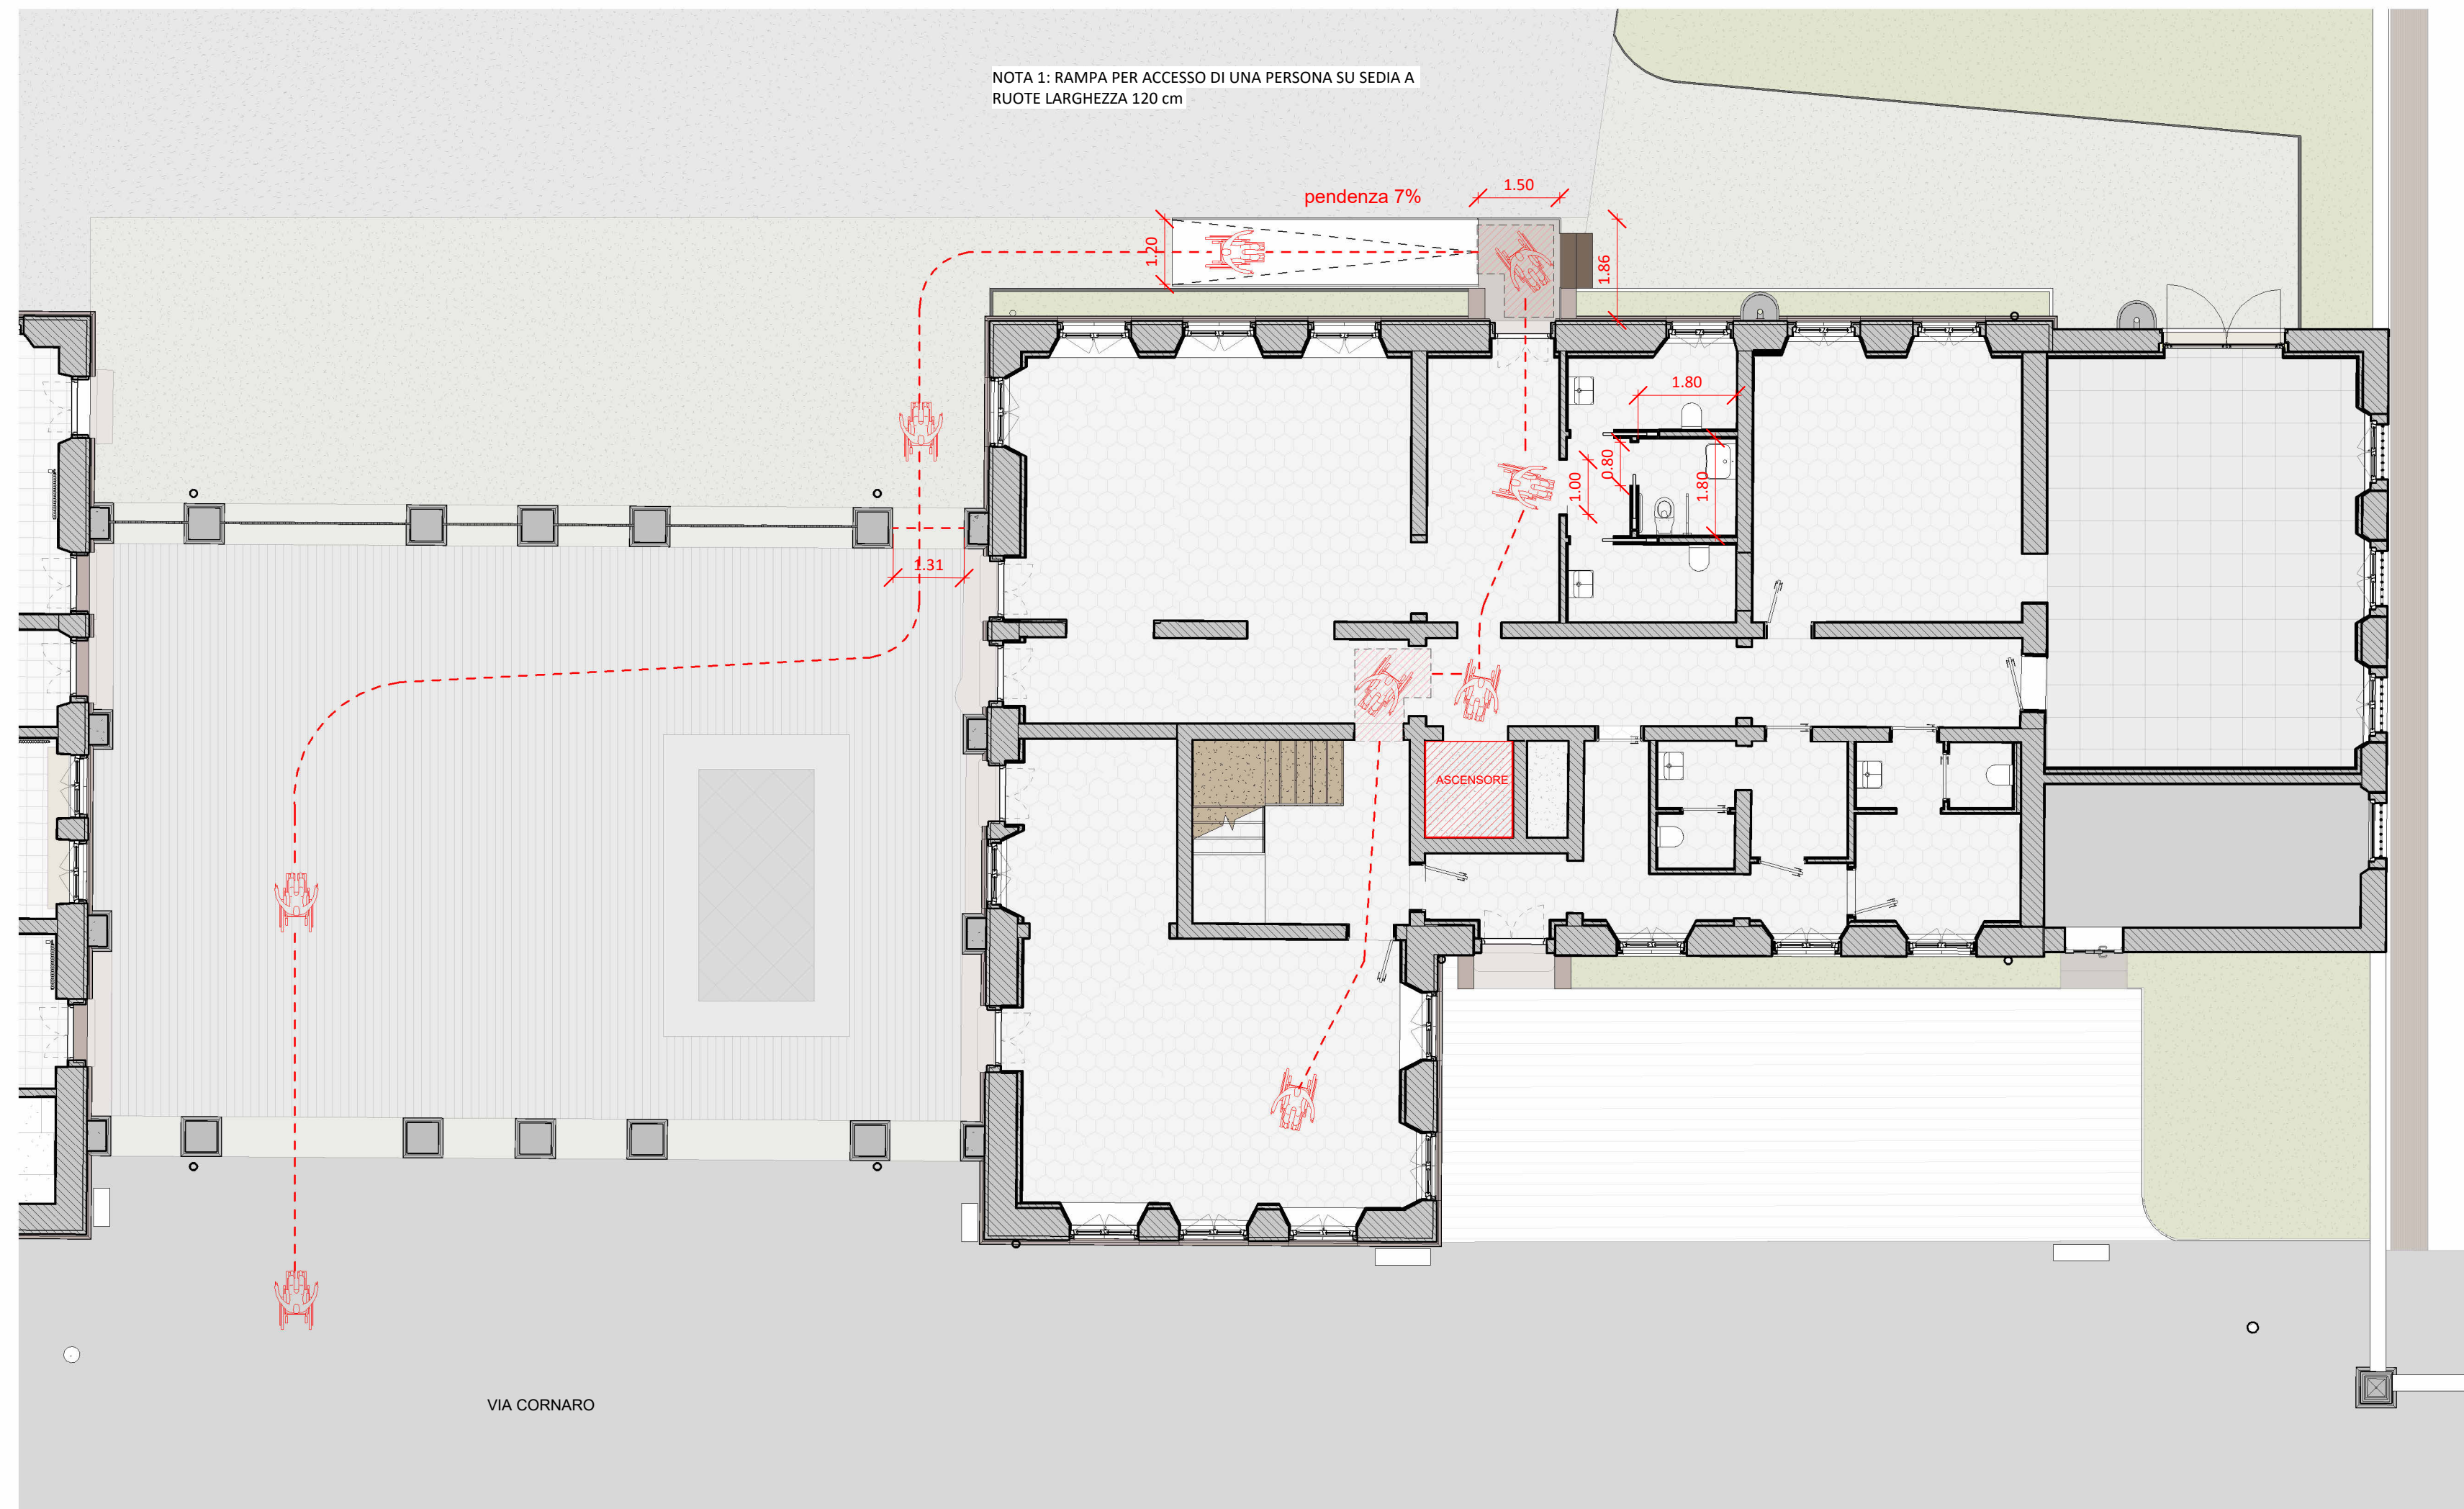 NOTA 1: RAMPA PER ACCESSO DI UNA PERSONA SU SEDIA A
RUOTE LARGHEZZA 120 cm
pendenza 7%
1.50
1.20
1.86
1.80
0.80
1.00
1.80
1.31
ASCENSORE
VIA CORNARO